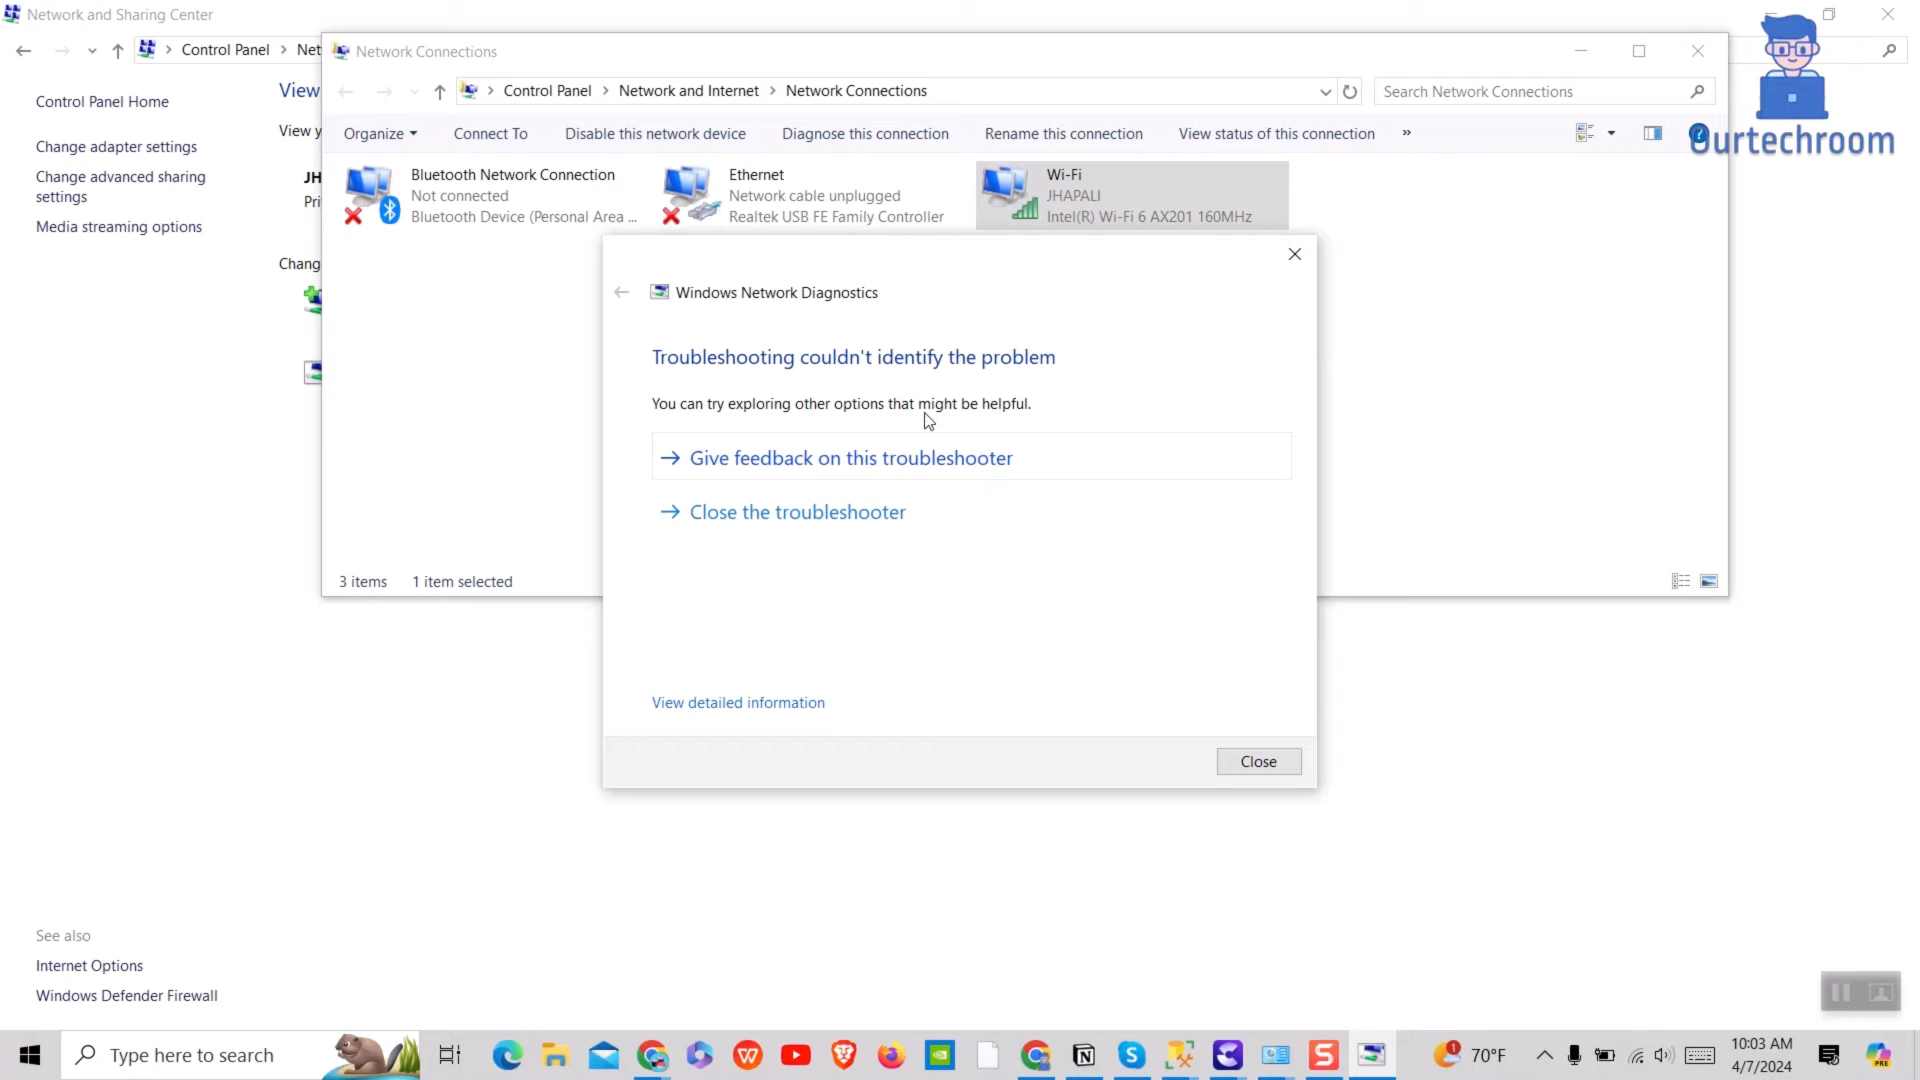 Network and Sharing Center
Control Panel
Net
Network Connections
Control Panel
Network and Internet
Network Connections
Search Network Connections
urtechroom
Organize
Connect To
Disable this network device
Diagnose this connection
Rename this connection
View status of this connection
»
?
Control Panel Home
Change adapter settings
Change advanced sharing
settings
Media streaming options
View
View y
JH
Pri
Chang
Bluetooth Network Connection
Not connected
Bluetooth Device (Personal Area ...
Ethernet
Network cable unplugged
Realtek USB FE Family Controller
Wi-Fi
JHAPALI
Intel(R) Wi-Fi 6 AX201 160MHz
Windows Network Diagnostics
Troubleshooting couldn't identify the problem
You can try exploring other options that might be helpful.
Give feedback on this troubleshooter
Close the troubleshooter
View detailed information
Close
3 items
1 item selected
See also
Internet Options
Windows Defender Firewall
Type here to search
70°F
10:03 AM
4/7/2024